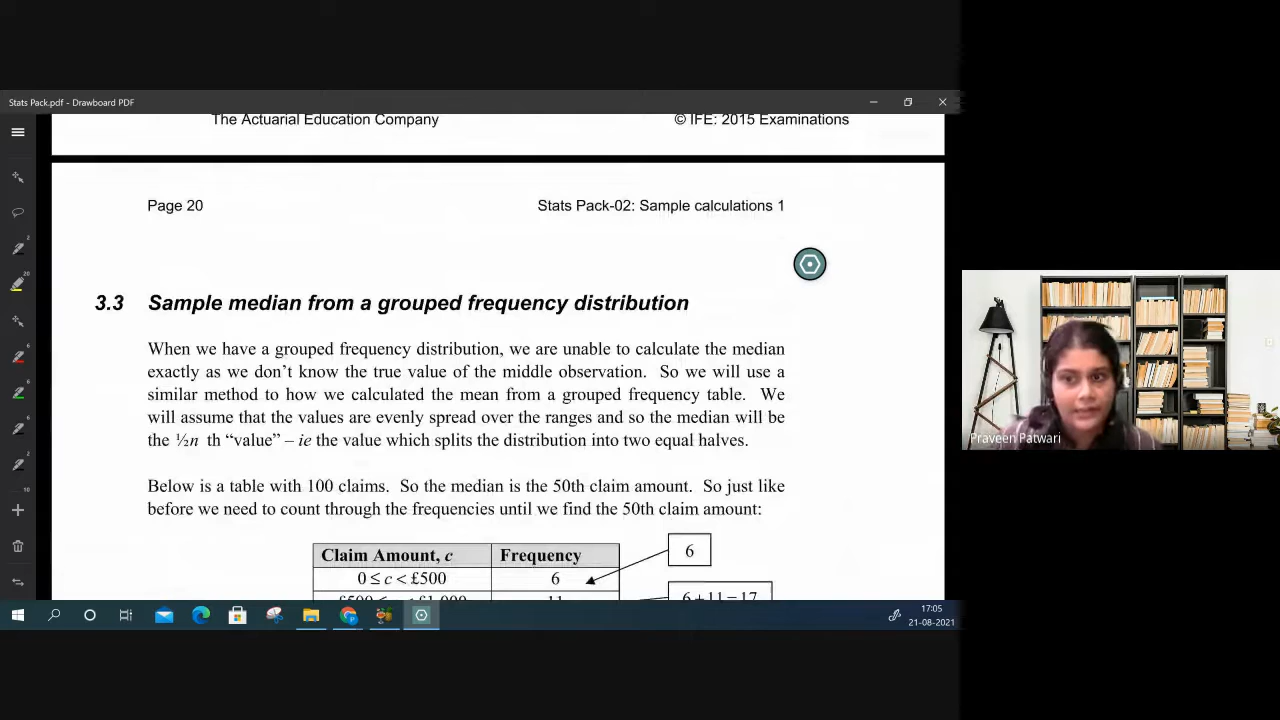 Stats Pack.pdf - Drawboard PDF
The Actuarial Education Company © IFE: 2015 Examinations
Page 20 Stats Pack-02: Sample calculations 1
3.3 Sample median from a grouped frequency distribution
When we have a grouped frequency distribution, we are unable to calculate the median
exactly as we don't know the true value of the middle observation. So we will use a
similar method to how we calculated the mean from a grouped frequency table. We
will assume that the values are evenly spread over the ranges and so the median will be
the ½n th "value" – ie the value which splits the distribution into two equal halves.
Below is a table with 100 claims. So the median is the 50th claim amount. So just like
before we need to count through the frequencies until we find the 50th claim amount:
Claim Amount, c Frequency
6
0 ≤ c < £500 6
6 + 11 = 17
Praveen Patwari
17:05
21-08-2021